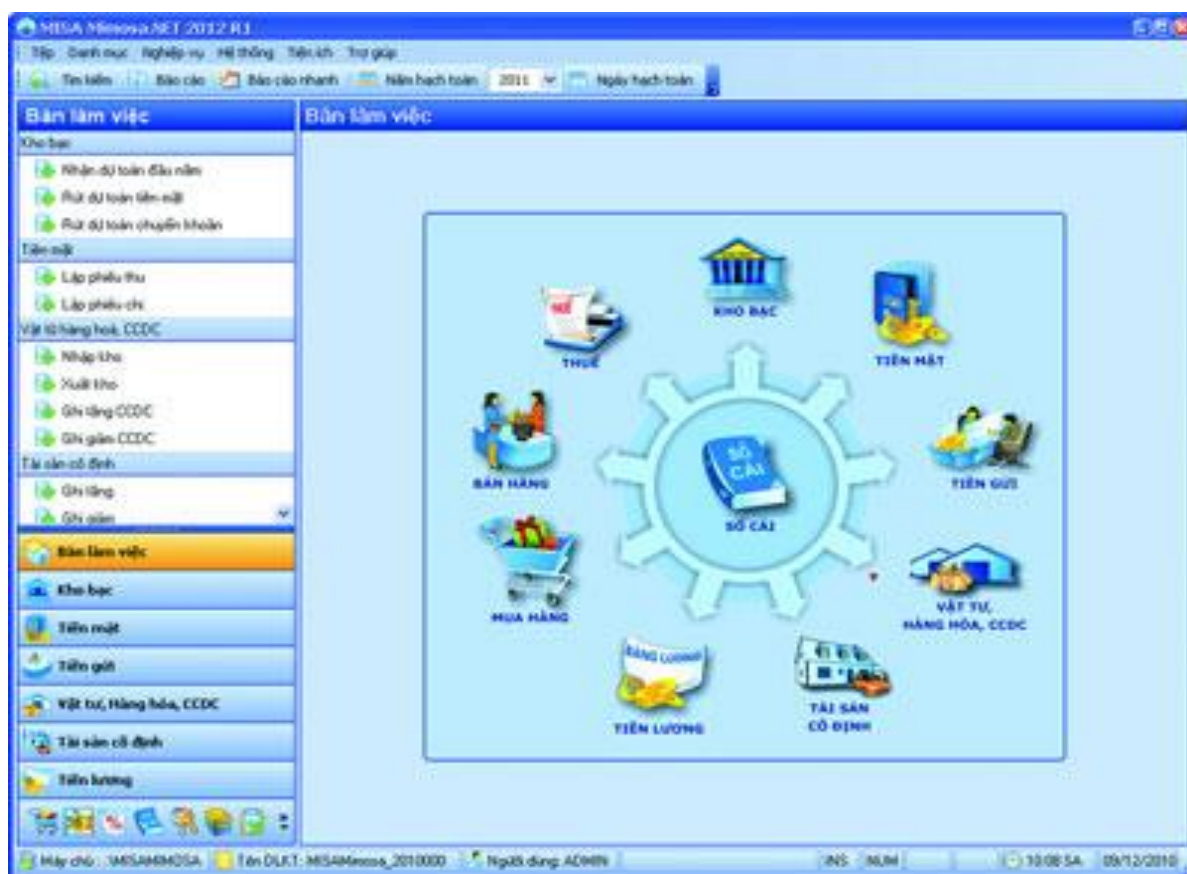 MISA Mimosa.NET 2012 R1
Tệp Danh mục Nghiệp vụ Hệ thống Tiện ích Trợ giúp
Tìm kiếm Báo cáo Báo cáo nhanh Năm hạch toán 2011 Ngày hạch toán
Bàn làm việc
Bàn làm việc
Kho bạc
Nhận dự toán đầu năm
Rút dự toán tiền mặt
Rút dự toán chuyển khoản
Tiền mặt
Lập phiếu thu
Lập phiếu chi
Vật tư hàng hoá, CCDC
Nhập kho
Xuất kho
Ghi tăng CCDC
Ghi giảm CCDC
Tài sản cố định
Ghi tăng
Ghi giảm
Bàn làm việc
Kho bạc
Tiền mặt
Tiền gửi
Vật tư, Hàng hóa, CCDC
Tài sản cố định
Tiền lương
KHO BẠC
TIỀN MẶT
TIỀN GỬI
VẬT TƯ,
HÀNG HÓA, CCDC
TÀI SẢN
CỐ ĐỊNH
BẢNG LƯƠNG
TIỀN LƯƠNG
MUA HÀNG
BÁN HÀNG
THUẾ
SỔ
CÁI
SỔ CÁI
Máy chủ : \MISAMIMOSA Tên DLKT: MISAMimosa_2010000 Người dùng: ADMIN INS NUM 10:08 SA 09/12/2010